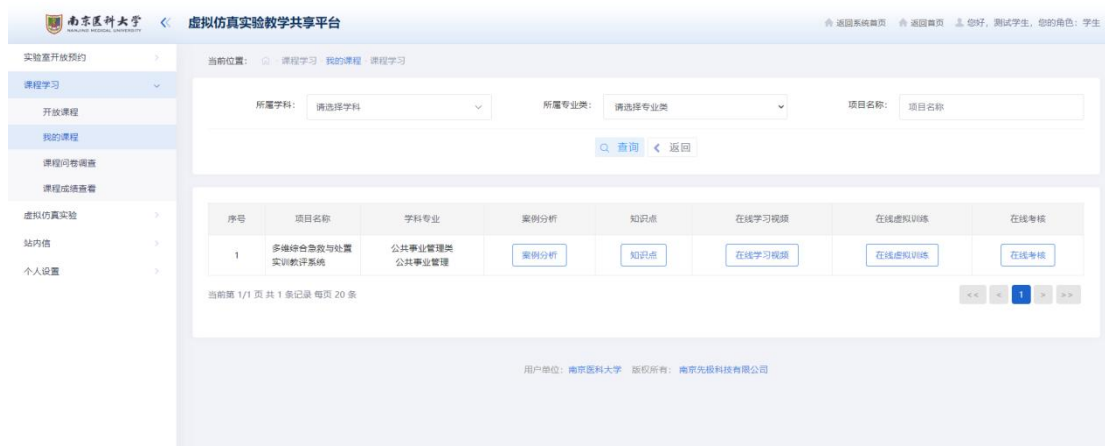 南京医科大学
NANJING MEDICAL UNIVERSITY
虚拟仿真实验教学共享平台
返回系统首页 返回首页 您好，测试学生，您的角色：学生
实验室开放预约
课程学习
开放课程
我的课程
课程问卷调查
课程成绩查看
虚拟仿真实验
站内信
个人设置
当前位置： 课程学习 我的课程 课程学习
所属学科： 请选择学科 所属专业类： 请选择专业类 项目名称： 项目名称
查询 返回
序号 项目名称 学科专业 案例分析 知识点 在线学习视频 在线虚拟训练 在线考核
1 多维综合急救与处置 公共事业管理类 案例分析 知识点 在线学习视频 在线虚拟训练 在线考核
实训教评系统 公共事业管理
当前第 1/1 页 共 1 条记录 每页 20 条 << < 1 > >>
用户单位：南京医科大学 版权所有：南京先极科技有限公司